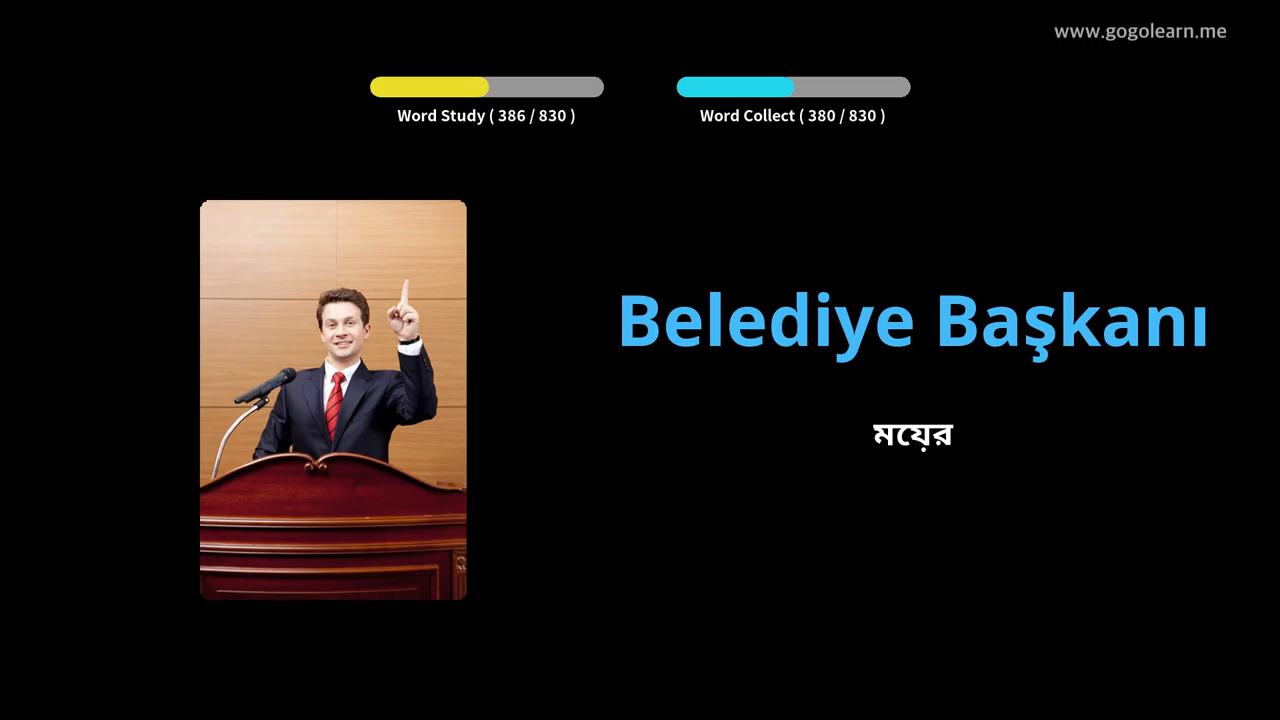 www.gogolearn.me
Word Study ( 386 / 830 )
Word Collect ( 380 / 830 )
Belediye Başkanı
ময়ের